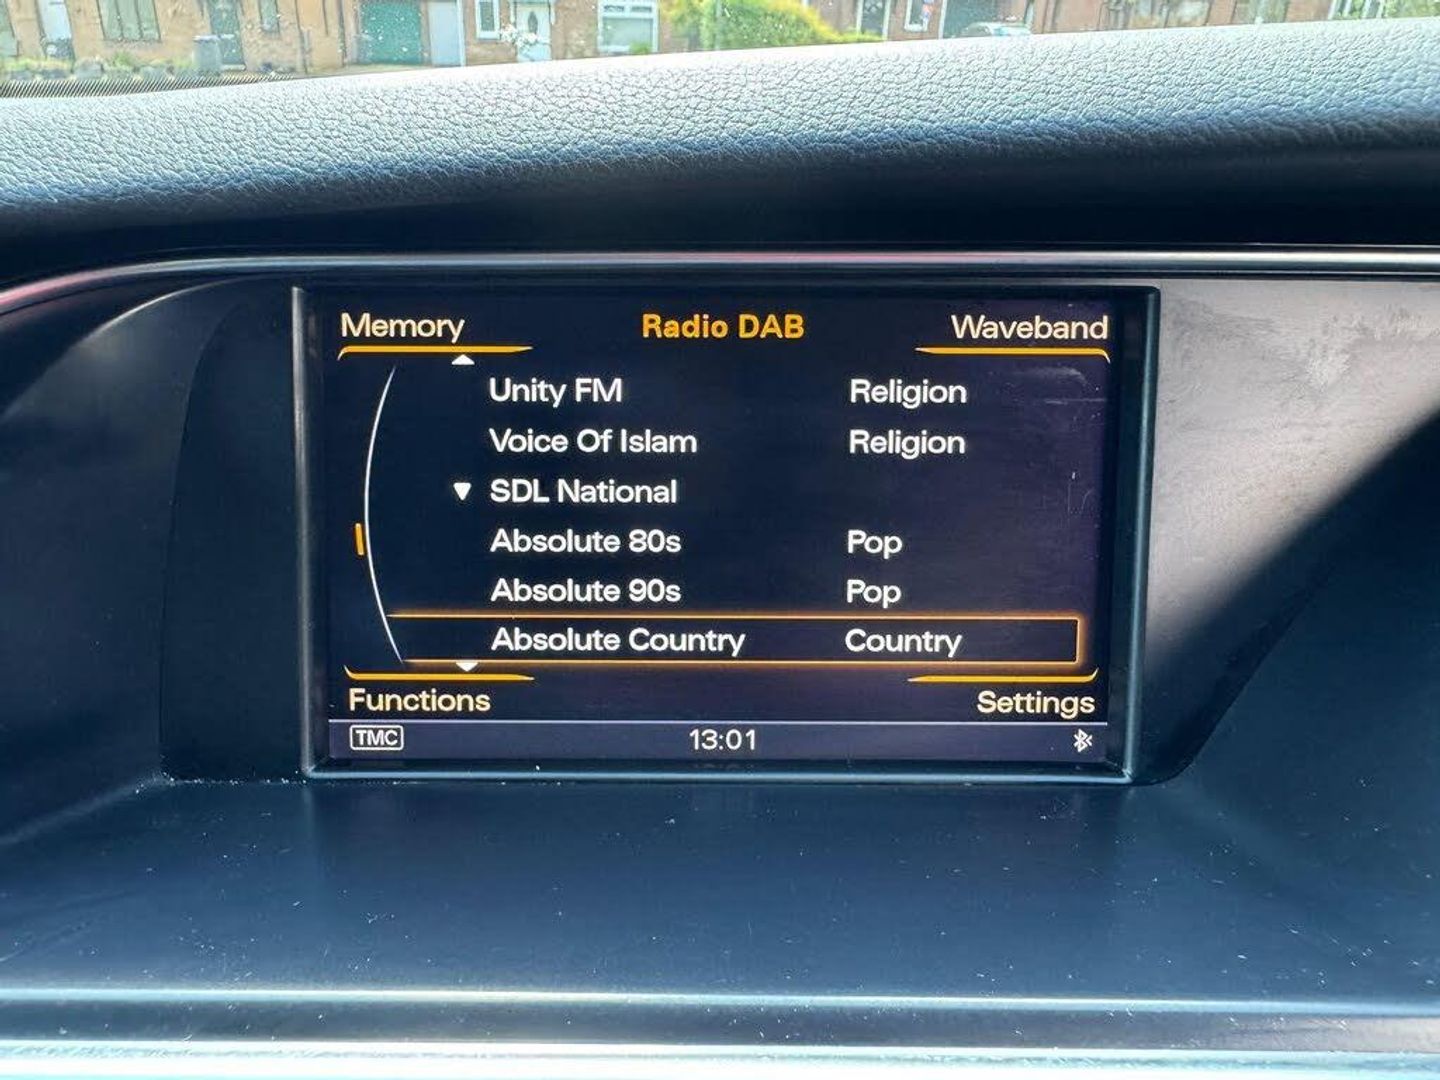 Memory Radio DAB Waveband
Unity FM Religion
Voice Of Islam Religion
SDL National
Absolute 80s Pop
Absolute 90s Pop
Absolute Country Country
Functions Settings
TMC 13:01